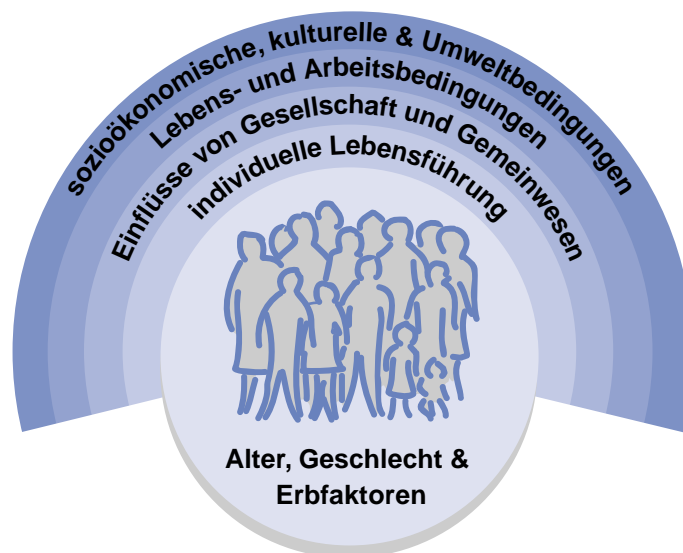 sozioökonomische, kulturelle & Umweltbedingungen
Lebens- und Arbeitsbedingungen
Einflüsse von Gesellschaft und Gemeinwesen
individuelle Lebensführung
Alter, Geschlecht &
Erbfaktoren